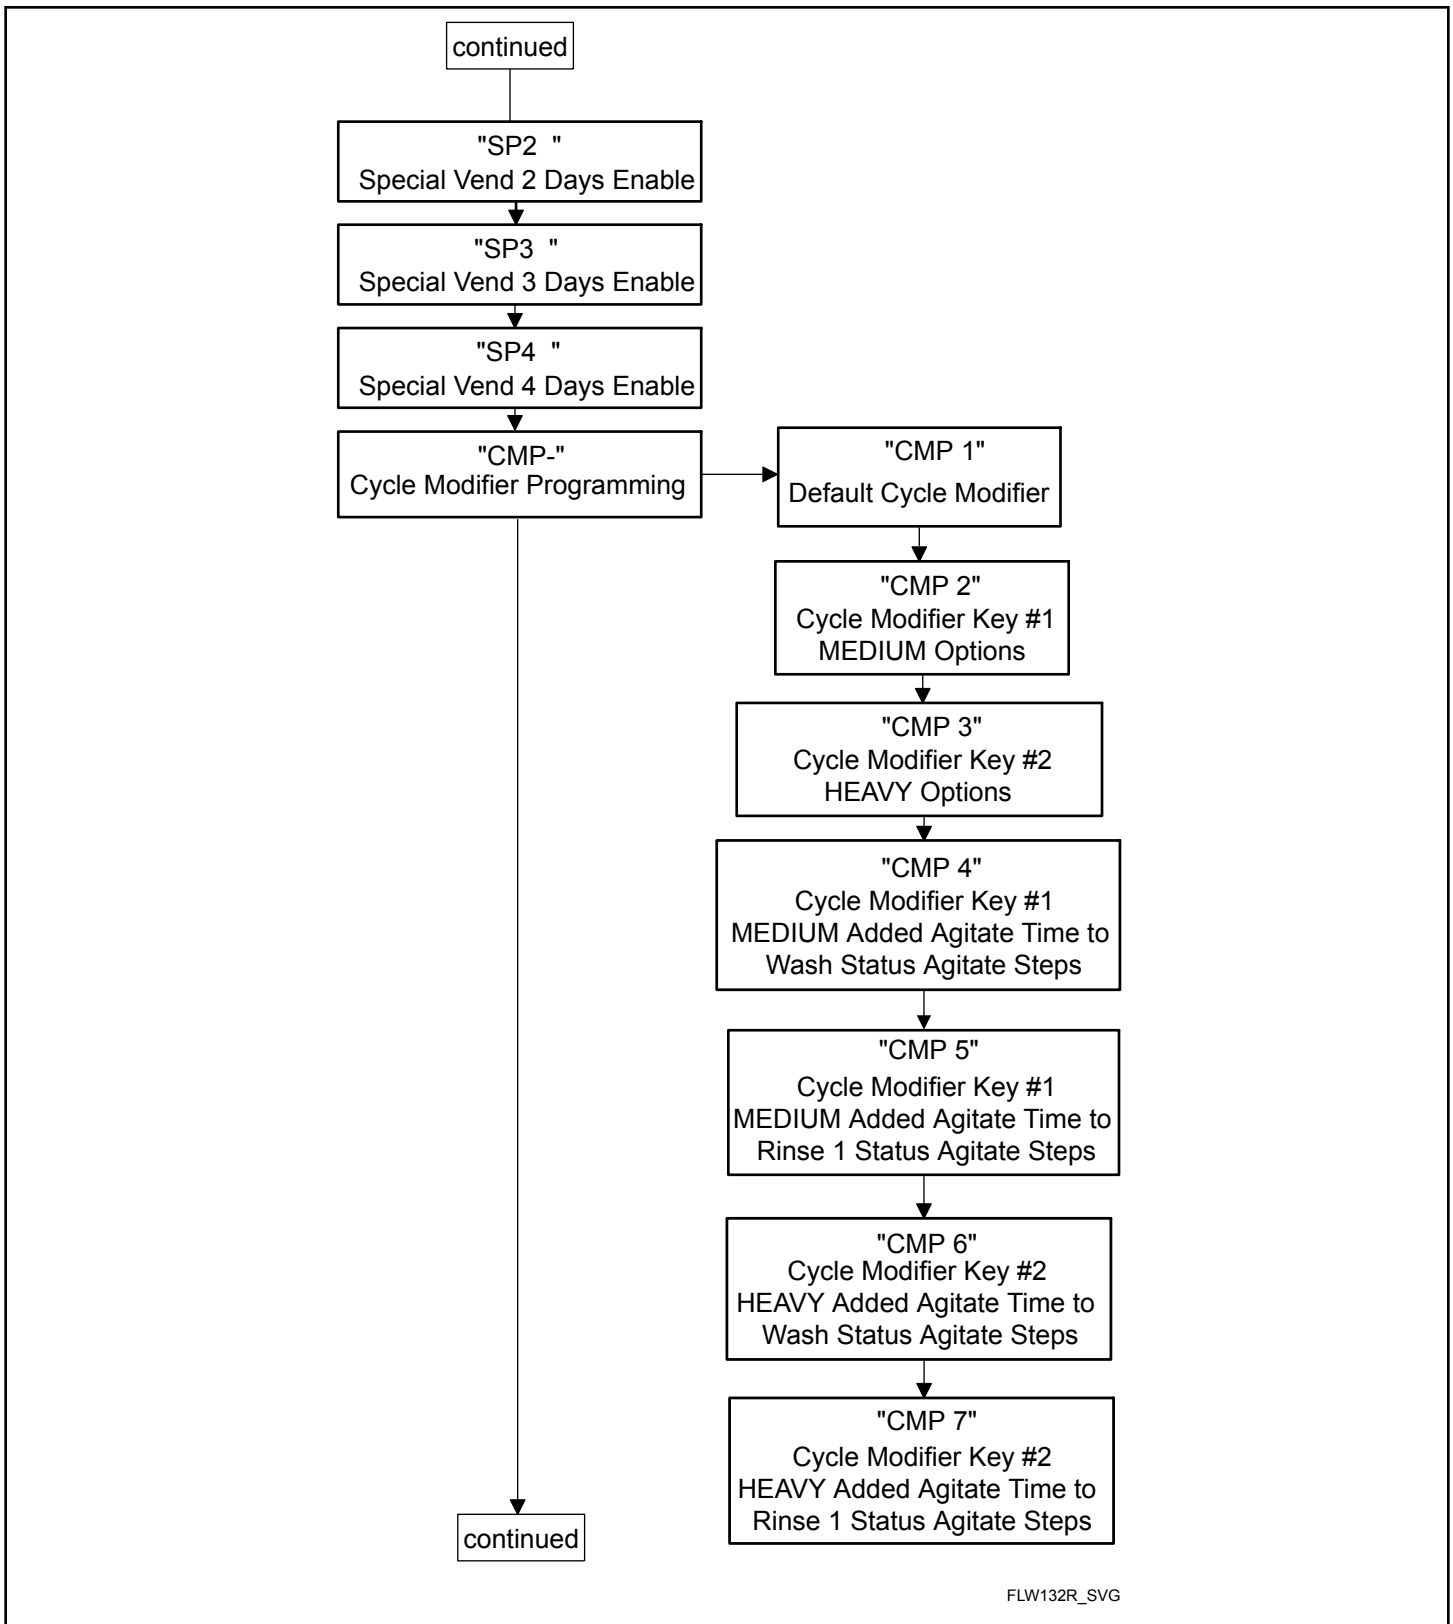 continued
"SP2  "
Special Vend 2 Days Enable
"SP3  "
Special Vend 3 Days Enable
"SP4  "
Special Vend 4 Days Enable
"CMP-"
Cycle Modifier Programming
"CMP 1"
Default Cycle Modifier
"CMP 2"
Cycle Modifier Key #1
MEDIUM Options
"CMP 3"
Cycle Modifier Key #2
HEAVY Options
"CMP 4"
Cycle Modifier Key #1
MEDIUM Added Agitate Time to
Wash Status Agitate Steps
"CMP 5"
Cycle Modifier Key #1
MEDIUM Added Agitate Time to
Rinse 1 Status Agitate Steps
"CMP 6"
Cycle Modifier Key #2
HEAVY Added Agitate Time to
Wash Status Agitate Steps
"CMP 7"
Cycle Modifier Key #2
HEAVY Added Agitate Time to
Rinse 1 Status Agitate Steps
continued
FLW132R_SVG